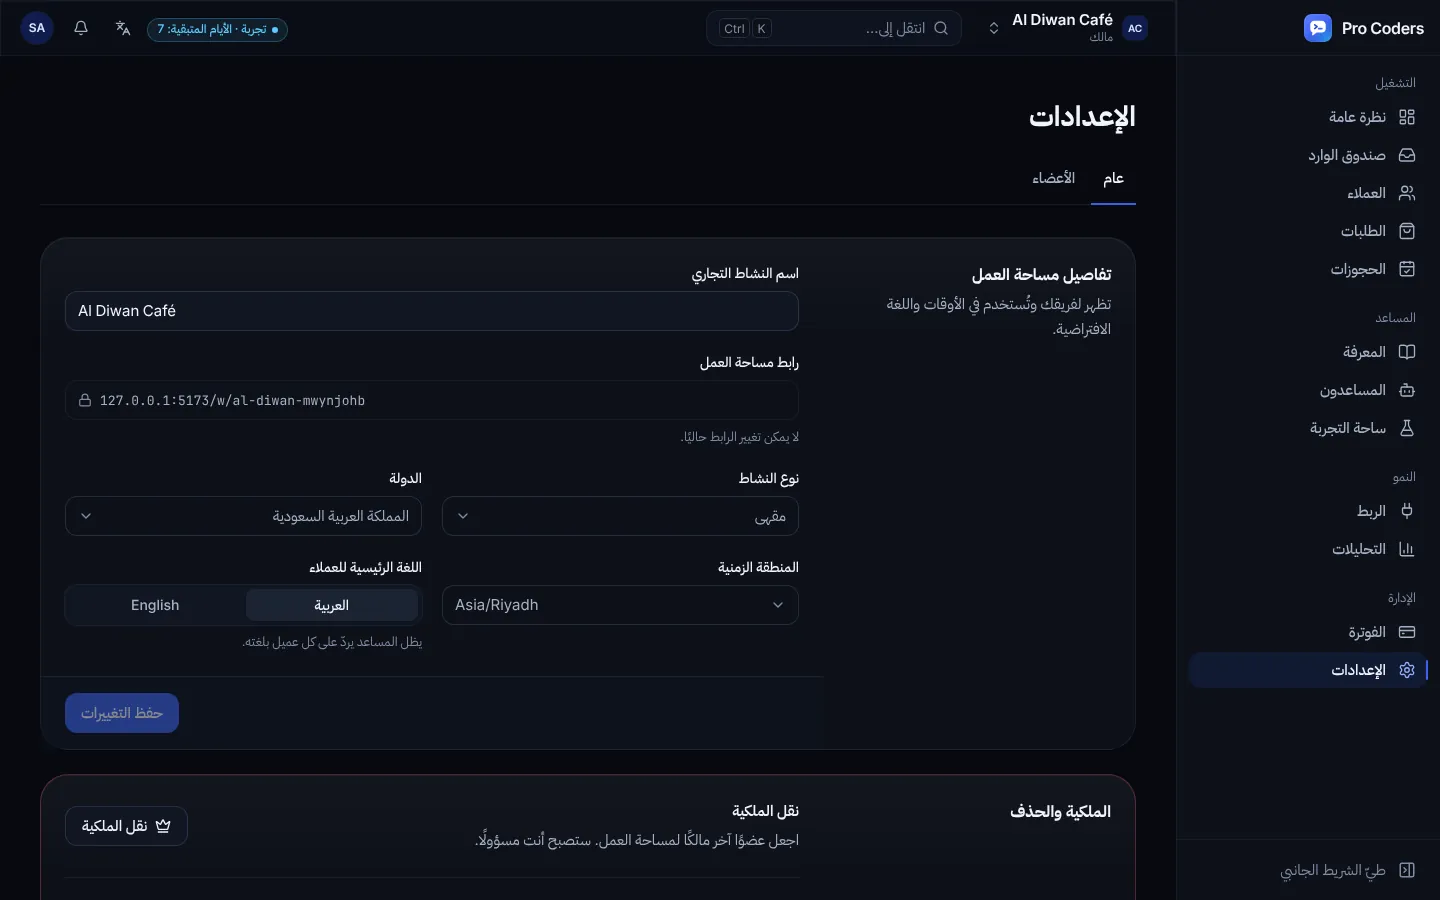 Pro Coders
التشغيل
نظرة عامة
صندوق الوارد
العملاء
الطلبات
الحجوزات
المساعد
المعرفة
المساعدون
ساحة التجربة
النمو
الربط
التحليلات
الإدارة
الفوترة
الإعدادات
طيّ الشريط الجانبي
AC
Al Diwan Café
مالك
انتقل إلى...
Ctrl K
تجربة · الأيام المتبقية: 7
SA
الإعدادات
عام
الأعضاء
تفاصيل مساحة العمل
تظهر لفريقك وتُستخدم في الأوقات واللغة
الافتراضية.
اسم النشاط التجاري
Al Diwan Café
رابط مساحة العمل
127.0.0.1:5173/w/al-diwan-mwynjohb
لا يمكن تغيير الرابط حاليًا.
نوع النشاط
مقهى
الدولة
المملكة العربية السعودية
المنطقة الزمنية
Asia/Riyadh
اللغة الرئيسية للعملاء
العربية
English
يظل المساعد يردّ على كل عميل بلغته.
حفظ التغييرات
الملكية والحذف
نقل الملكية
اجعل عضوًا آخر مالكًا لمساحة العمل. ستصبح أنت مسؤولًا.
نقل الملكية